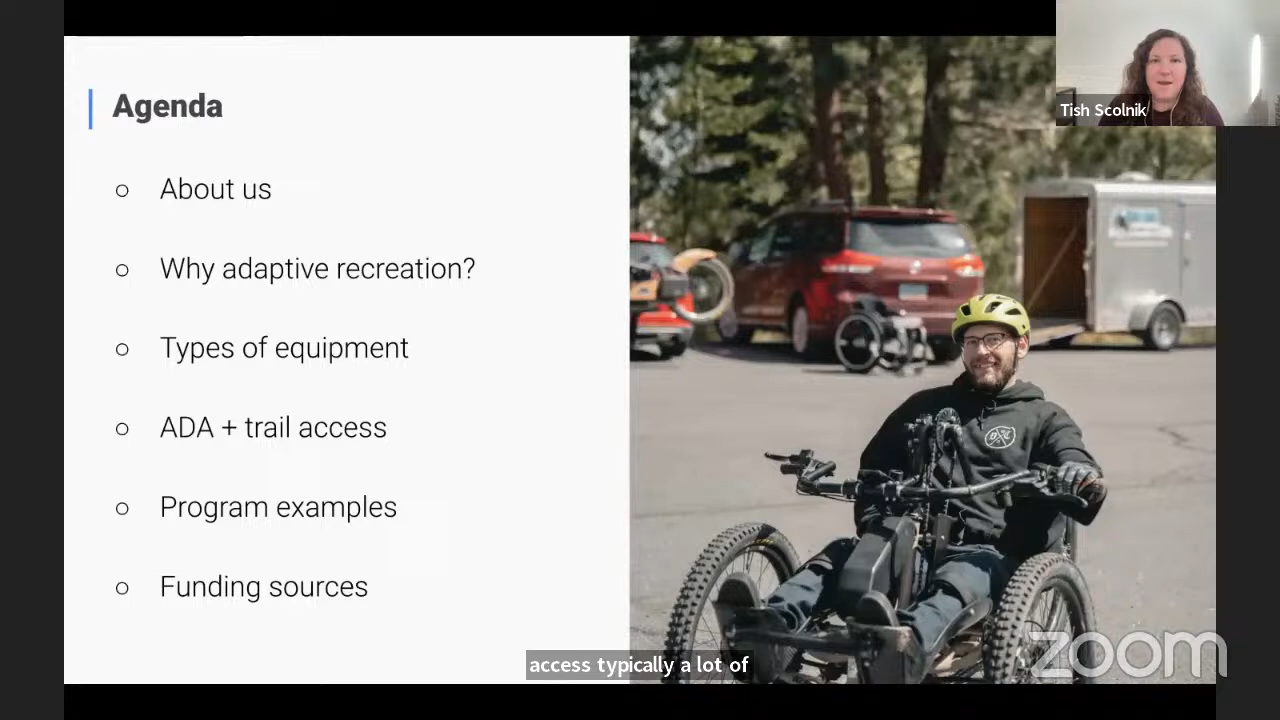 Agenda
Tish Scolnik
About us
Why adaptive recreation?
Types of equipment
ADA + trail access
Program examples
Funding sources
access typically a lot of
zoom